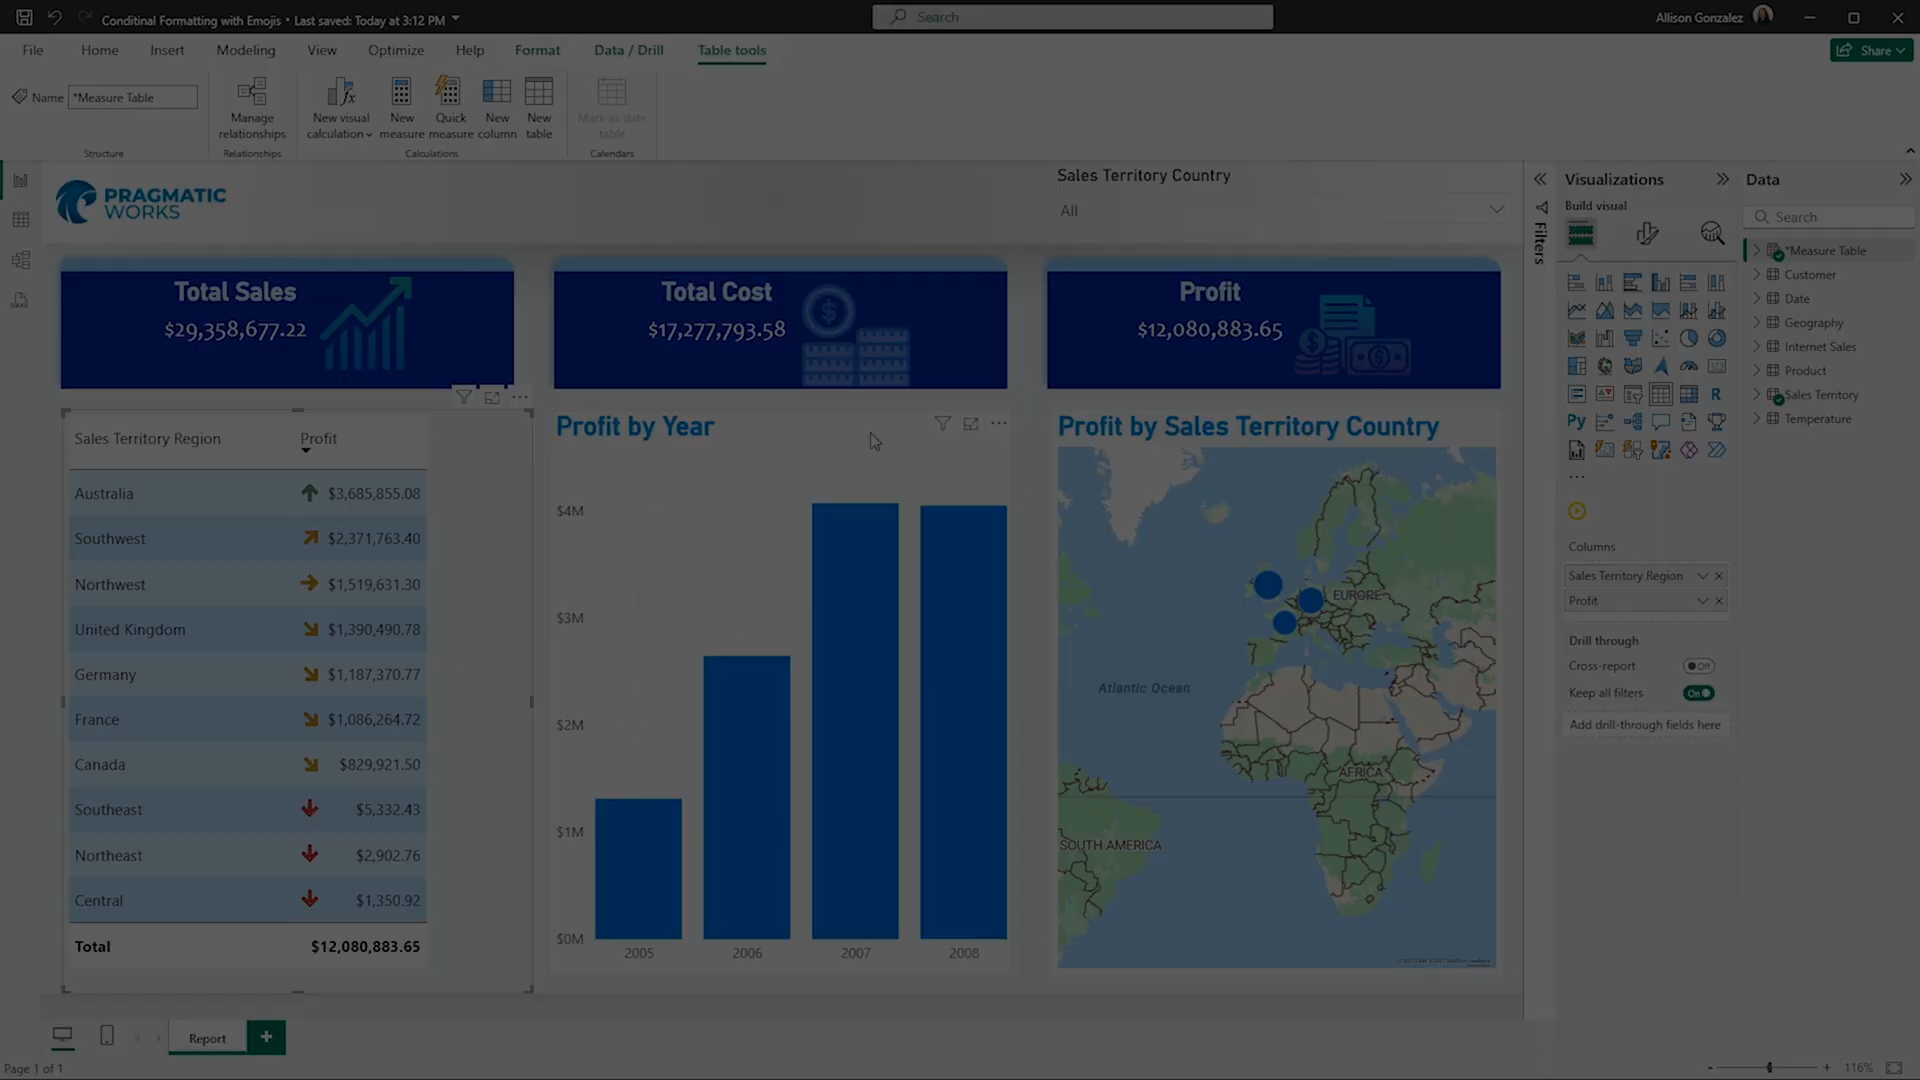 Conditinal Formatting with Emojis • Last saved: Today at 3:12 PM
Search
Allison Gonzalez
File
Home
Insert
Modeling
View
Optimize
Help
Format
Data / Drill
Table tools
Share
Name
*Measure Table
Manage relationships
New visual calculation
New measure
Quick measure
New column
New table
Mark as date table
Structure
Relationships
Calculations
Calendars
PRAGMATIC
WORKS
Sales Territory Country
All
Total Sales
$29,358,677.22
Total Cost
$17,277,793.58
Profit
$12,080,883.65
Sales Territory Region Profit
Australia $3,685,855.08
Southwest $2,371,763.40
Northwest $1,519,631.30
United Kingdom $1,390,490.78
Germany $1,187,370.77
France $1,086,264.72
Canada $829,921.50
Southeast $5,332.43
Northeast $2,902.76
Central $1,350.92
Total $12,080,883.65
Profit by Year
$4M
$3M
$2M
$1M
$0M
2005 2006 2007 2008
Profit by Sales Territory Country
EUROPE
Atlantic Ocean
AFRICA
SOUTH AMERICA
Filters
Visualizations
Build visual
R
Py
Columns
Sales Territory Region
Profit
Drill through
Cross-report
Off
Keep all filters
On
Add drill-through fields here
Data
Search
*Measure Table
Customer
Date
Geography
Internet Sales
Product
Sales Territory
Temperature
Report
Page 1 of 1
116%